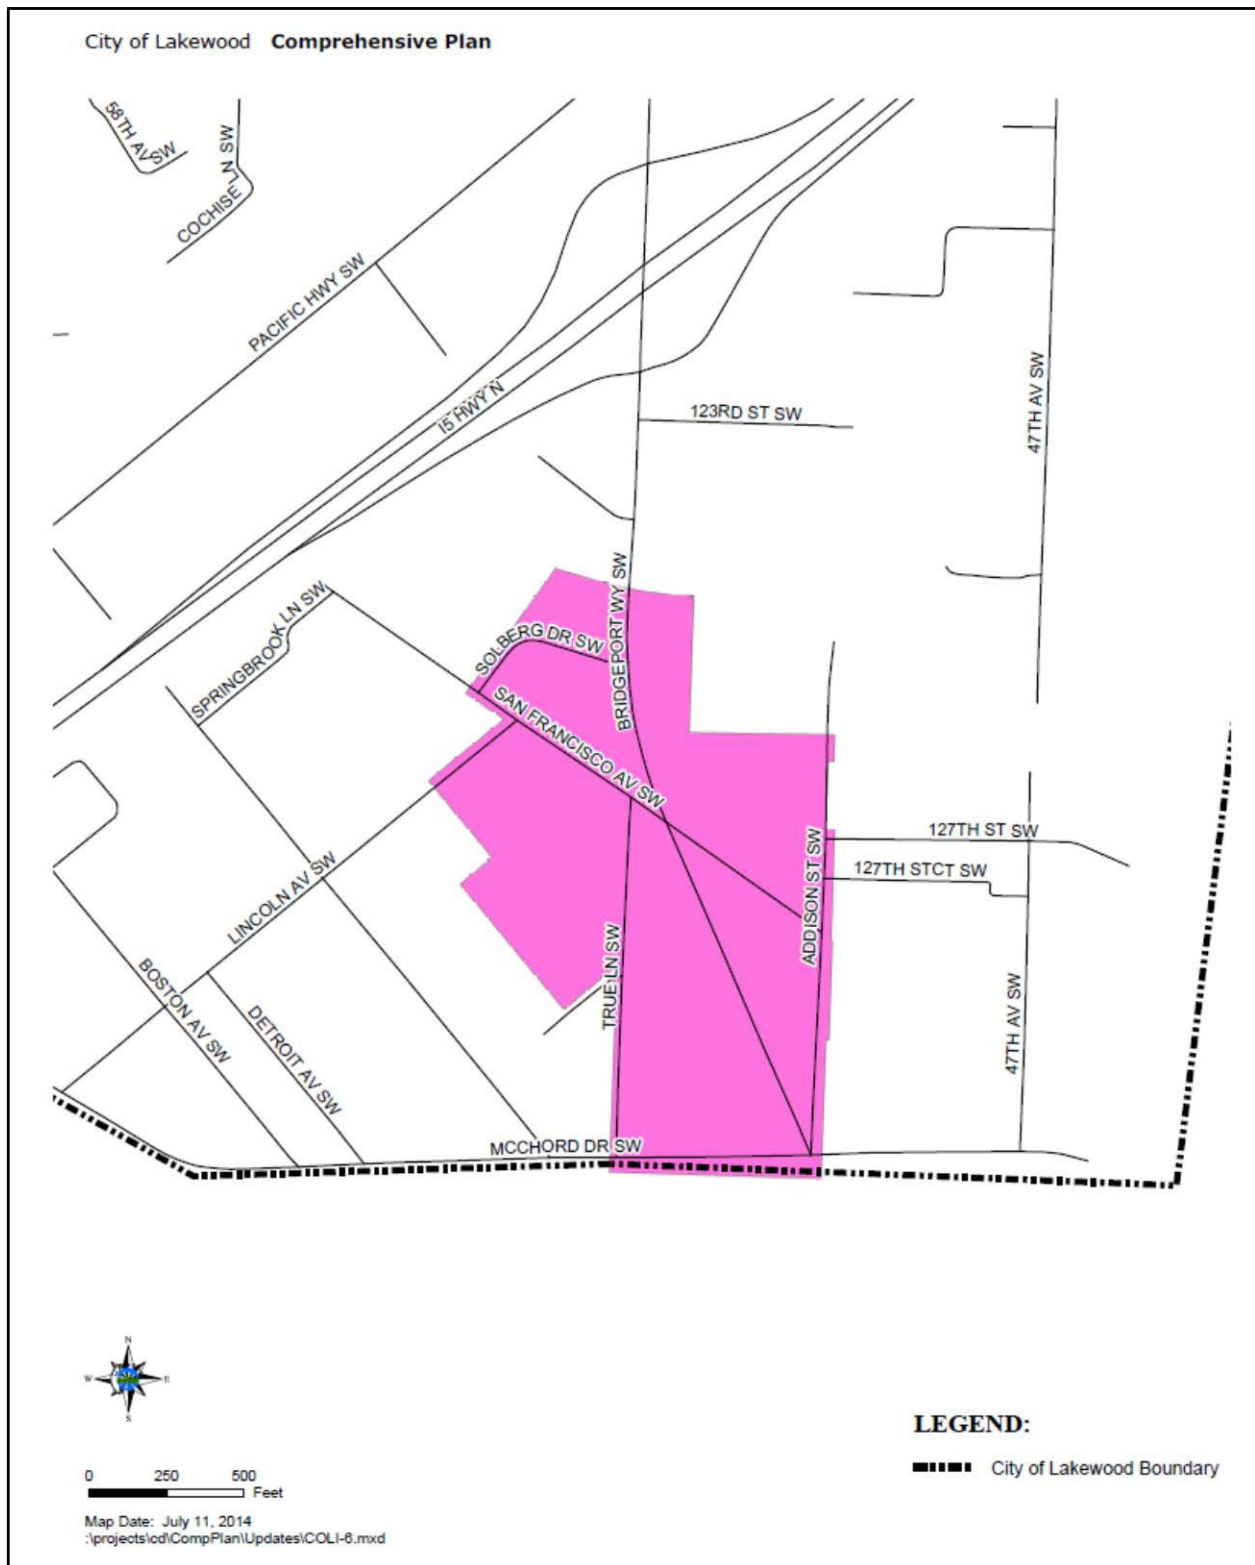 City of Lakewood Comprehensive Plan
58TH AV SW
COCHISE LN SW
PACIFIC HWY SW
I5 HWY N
123RD ST SW
47TH AV SW
BRIDGEPORT WY SW
SPRINGBROOK LN SW
SOLBERG DR SW
SAN FRANCISCO AV SW
127TH ST SW
127TH STCT SW
ADDISON ST SW
LINCOLN AV SW
TRUE LN SW
BOSTON AV SW
DETROIT AV SW
47TH AV SW
MCCHORD DR SW
N
W E
S
LEGEND:
City of Lakewood Boundary
0 250 500
Feet
Map Date: July 11, 2014
:\projects\cd\CompPlan\Updates\COLI-6.mxd